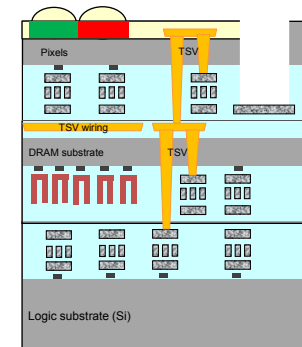 Pixels
TSV
TSV wiring
DRAM substrate
TSV
Logic substrate (Si)